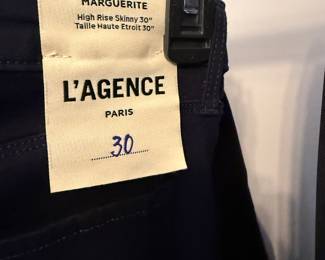 MARGUERITE
High Rise Skinny 30"
Taille Haute Etroit 30"
L'AGENCE
PARIS
30